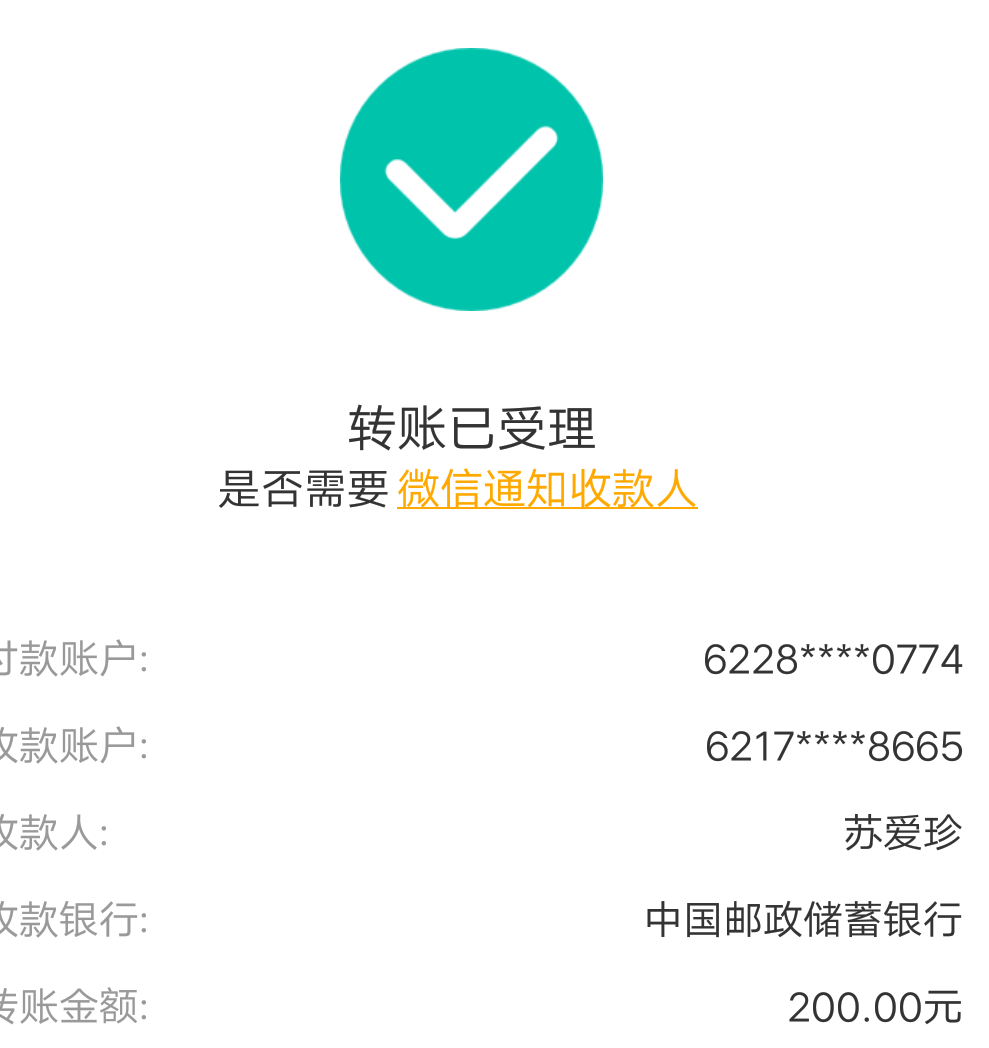 转账已受理
是否需要 微信通知收款人
付款账户: 6228****0774
收款账户: 6217****8665
收款人: 苏爱珍
收款银行: 中国邮政储蓄银行
转账金额: 200.00元